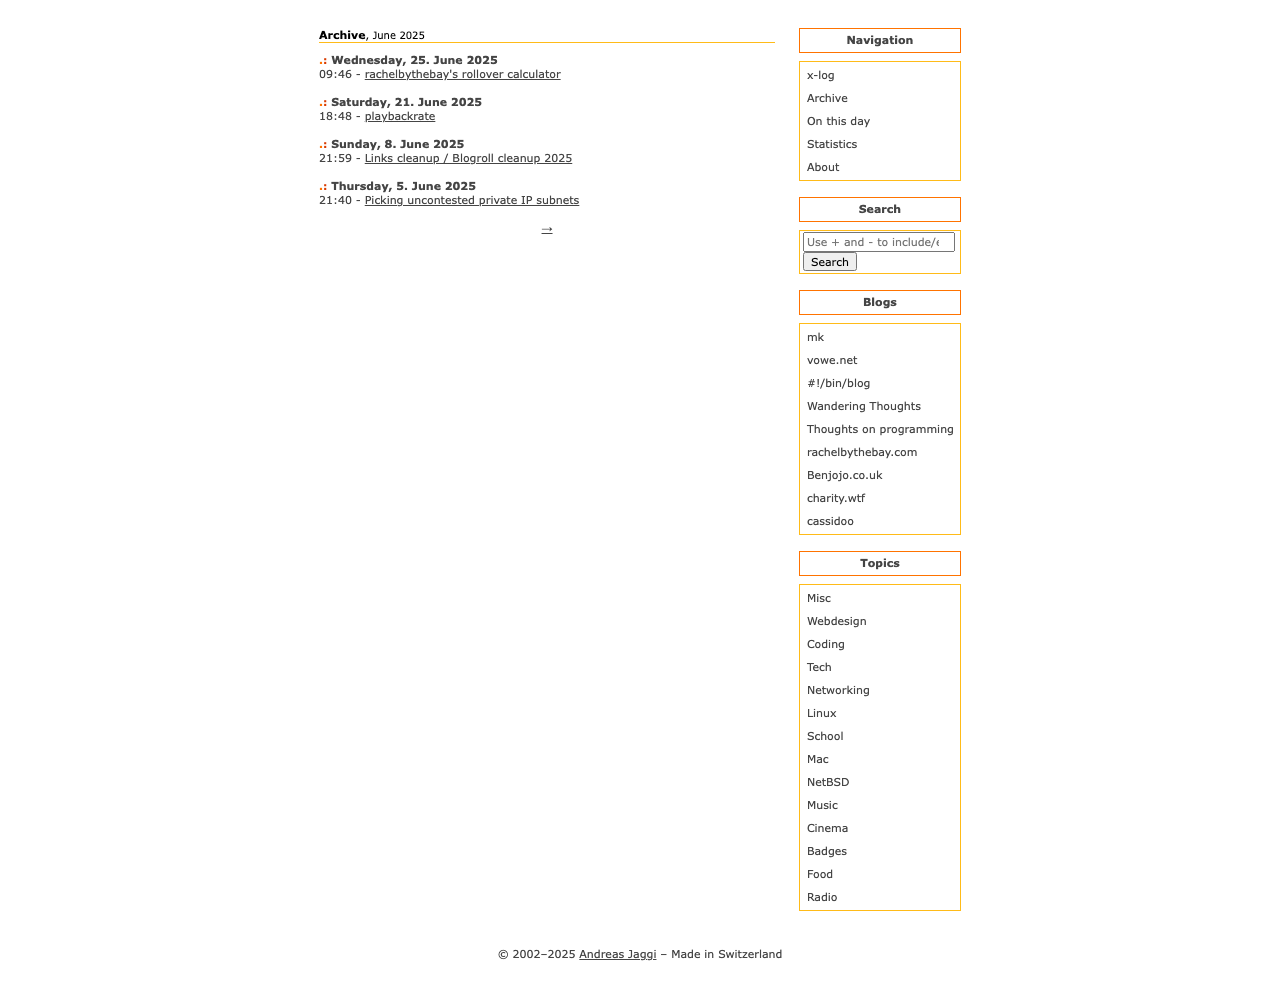 Archive, June 2025
.: Wednesday, 25. June 2025
09:46 - rachelbythebay's rollover calculator
.: Saturday, 21. June 2025
18:48 - playbackrate
.: Sunday, 8. June 2025
21:59 - Links cleanup / Blogroll cleanup 2025
.: Thursday, 5. June 2025
21:40 - Picking uncontested private IP subnets
→
Navigation
x-log
Archive
On this day
Statistics
About
Search
Use + and - to include/e
Search
Blogs
mk
vowe.net
#!/bin/blog
Wandering Thoughts
Thoughts on programming
rachelbythebay.com
Benjojo.co.uk
charity.wtf
cassidoo
Topics
Misc
Webdesign
Coding
Tech
Networking
Linux
School
Mac
NetBSD
Music
Cinema
Badges
Food
Radio
© 2002–2025 Andreas Jaggi – Made in Switzerland